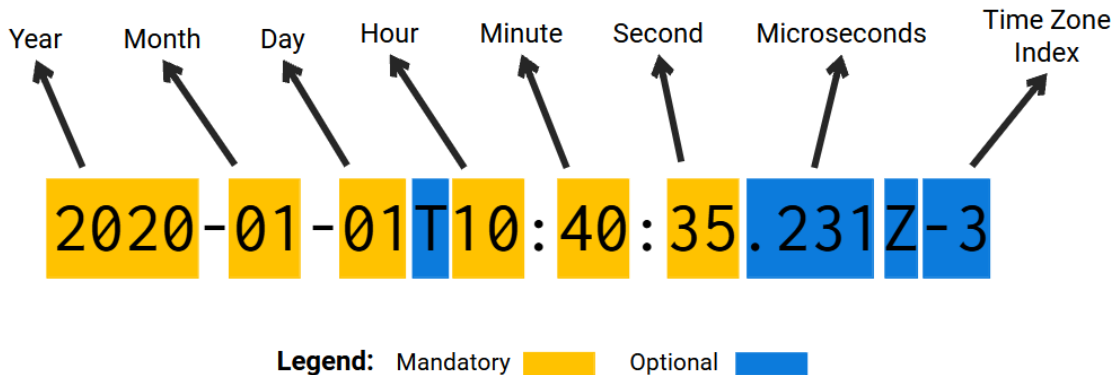 Year Month Day Hour Minute Second Microseconds Time Zone
Index
2020-01-01T10:40:35.231Z-3
Legend: Mandatory Optional